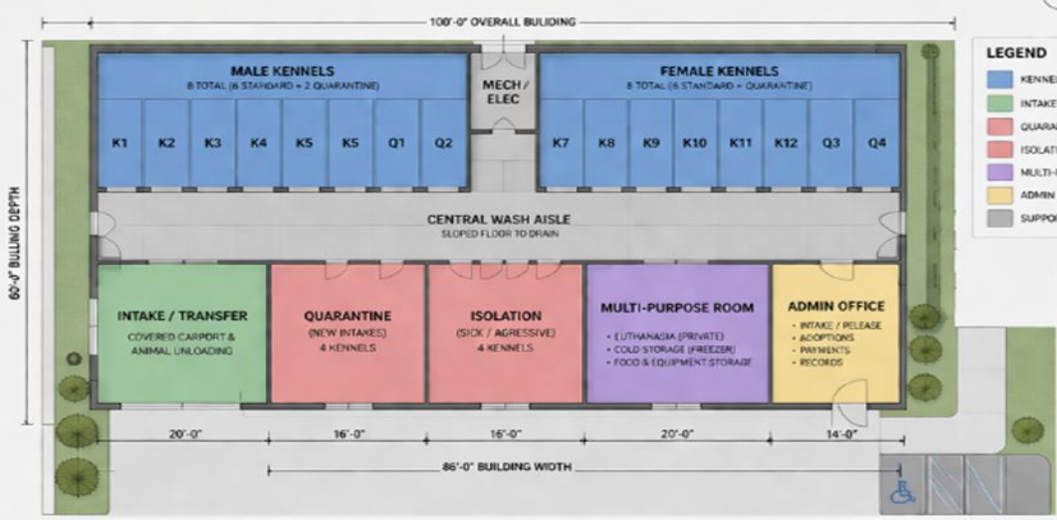 100'-0" OVERALL BULIDING
MALE KENNELS
8 TOTAL (6 STANDARD + 2 QUARANTINE)
MECH /
ELEC
FEMALE KENNELS
8 TOTAL (6 STANDARD + QUARANTINE)
K1 K2 K3 K4 K5 K5 Q1 Q2
K7 K8 K9 K10 K11 K12 Q3 Q4
60'-0" BULLING DEPTH
CENTRAL WASH AISLE
SLOPED FLOOR TO DRAIN
INTAKE / TRANSFER
COVERED CARPORT &
ANIMAL UNLOADING
QUARANTINE
(NEW INTAKES)
4 KENNELS
ISOLATION
(SICK / AGRESSIVE)
4 KENNELS
MULTI-PURPOSE ROOM
• EUTHANASIA (PRIVATE)
• COLD STORAGE (FREEZER)
• FOOD & EQUIPMENT STORAGE
ADMIN OFFICE
• INTAKE / RELEASE
• ADOPTIONS
• PAYMENTS
• RECORDS
20'-0" 16'-0" 16'-0" 20'-0" 14'-0"
86'-0" BUILDING WIDTH
LEGEND
KENNE
INTAKE
QUARA
ISOLATI
MULTI-
ADMIN
SUPPO